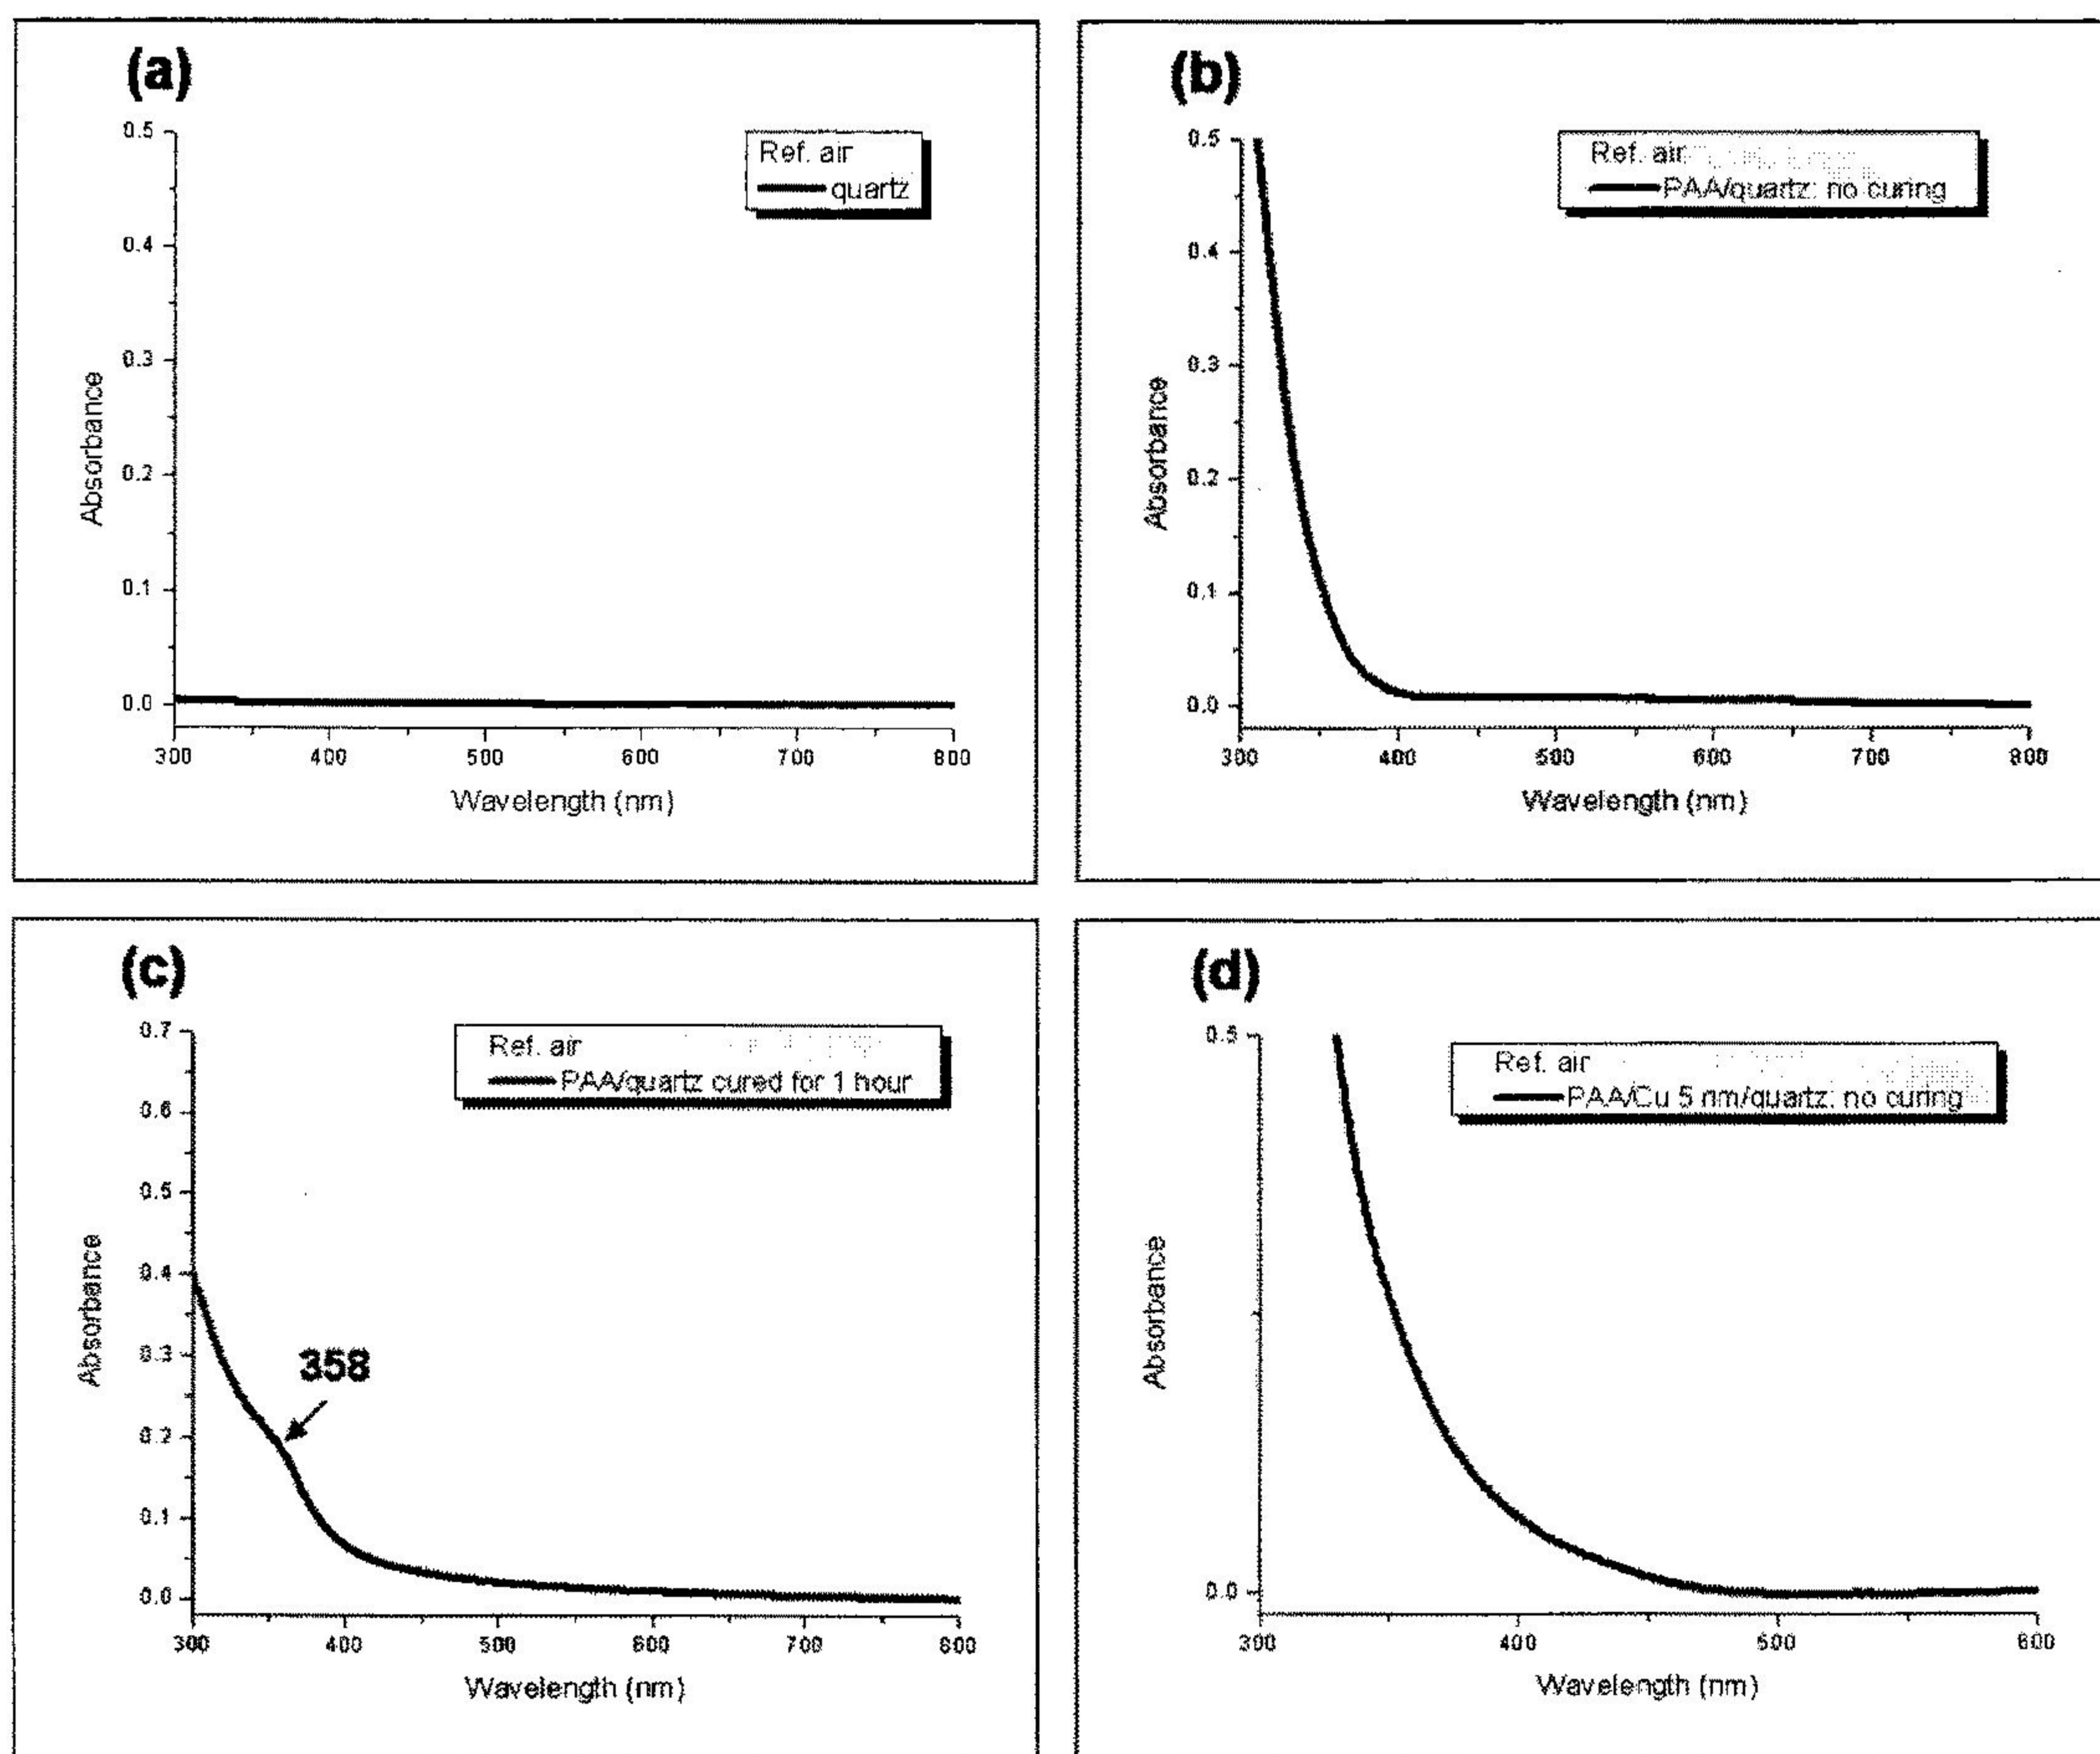 (a)
0.5
0.4
0.3
0.2
0.1
0.0
Absorbance
Ref. air
quartz
300 400 500 600 700 800
Wavelength (nm)
(b)
0.5
0.4
0.3
0.2
0.1
0.0
Absorbance
Ref. air
PAA/quartz: no curing
300 400 500 600 700 800
Wavelength (nm)
(c)
0.7
0.6
0.5
0.4
0.3
0.2
0.1
0.0
Absorbance
Ref. air
PAA/quartz cured for 1 hour
358
300 400 500 600 700 800
Wavelength (nm)
(d)
0.5
0.0
Absorbance
Ref. air
PAA/Cu 5 nm/quartz: no curing
300 400 500 600
Wavelength (nm)